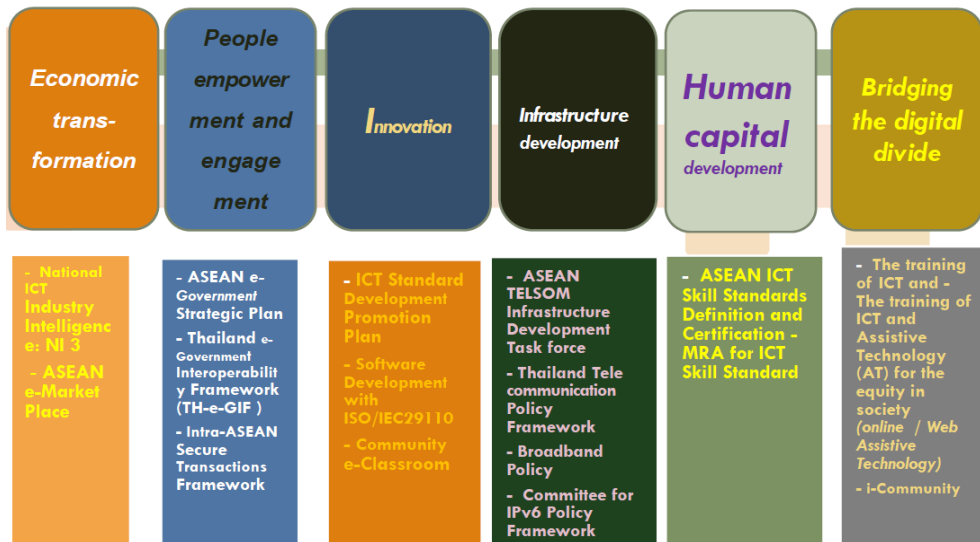 Economic
trans-
formation
People
empower
ment and
engage
ment
Innovation
Infrastructure
development
Human
capital
development
Bridging
the digital
divide
- National
ICT
Industry
Intelligenc
e: NI 3
- ASEAN
e-Market
Place
- ASEAN e-
Government
Strategic Plan
- Thailand e-
Government
Interoperabilit
y Framework
(TH-e-GIF )
- Intra-ASEAN
Secure
Transactions
Framework
- ICT Standard
Development
Promotion
Plan
- Software
Development
with
ISO/IEC29110
- Community
e-Classroom
- ASEAN
TELSOM
Infrastructure
Development
Task force
- Thailand Tele
communication
Policy
Framework
- Broadband
Policy
- Committee for
IPv6 Policy
Framework
- ASEAN ICT
Skill Standards
Definition and
Certification -
MRA for ICT
Skill Standard
- The training
of ICT and -
The training of
ICT and
Assistive
Technology
(AT) for the
equity in
society
(online / Web
Assistive
Technology)
- i-Community